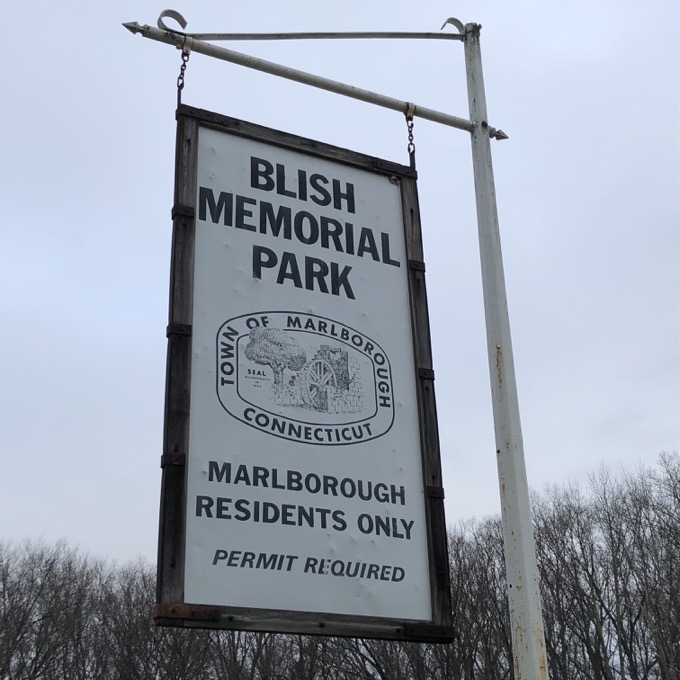 BLISH
MEMORIAL
PARK
TOWN OF MARLBOROUGH
SEAL
CONNECTICUT
MARLBOROUGH
RESIDENTS ONLY
PERMIT REQUIRED